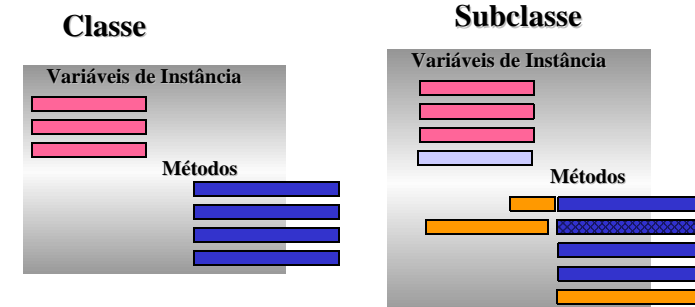 Classe
Variáveis de Instância
Métodos
Subclasse
Variáveis de Instância
Métodos